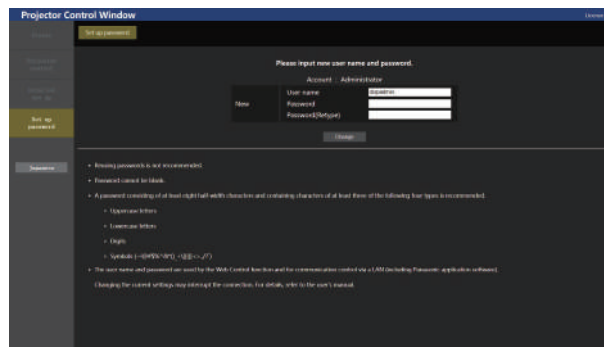 Projector Control Window
License
Set up password
Please input new user name and password.
Account : Administrator
User name
dispadmin
New
Password
Password(Retype)
Change
Set up
password
Japanese
• Reusing passwords is not recommended.
• Password cannot be blank.
• A password consisting of at least eight half-width characters and containing characters of at least three of the following four types is recommended.
• Uppercase letters
• Lowercase letters
• Digits
• Symbols
• The user name and password are used by the Web Control function and for communication control via a LAN (including Panasonic application software).
Changing the current settings may interrupt the connection. For details, refer to the user's manual.